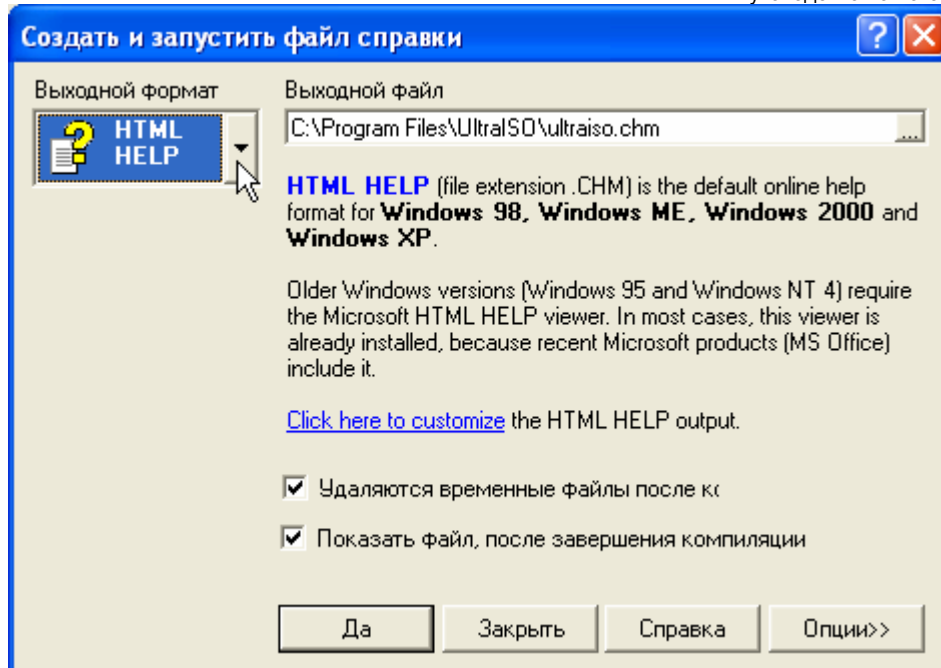 Создать и запустить файл справки
Выходной формат
HTML
HELP
Выходной файл
C:\Program Files\UltraISO\ultraiso.chm
...
HTML HELP (file extension .CHM) is the default online help
format for Windows 98, Windows ME, Windows 2000 and
Windows XP.
Older Windows versions (Windows 95 and Windows NT 4) require
the Microsoft HTML HELP viewer. In most cases, this viewer is
already installed, because recent Microsoft products (MS Office)
include it.
Click here to customize the HTML HELP output.
Удаляются временные файлы после
Показать файл, после завершения компиляции
Да
Закрыть
Справка
Опции>>